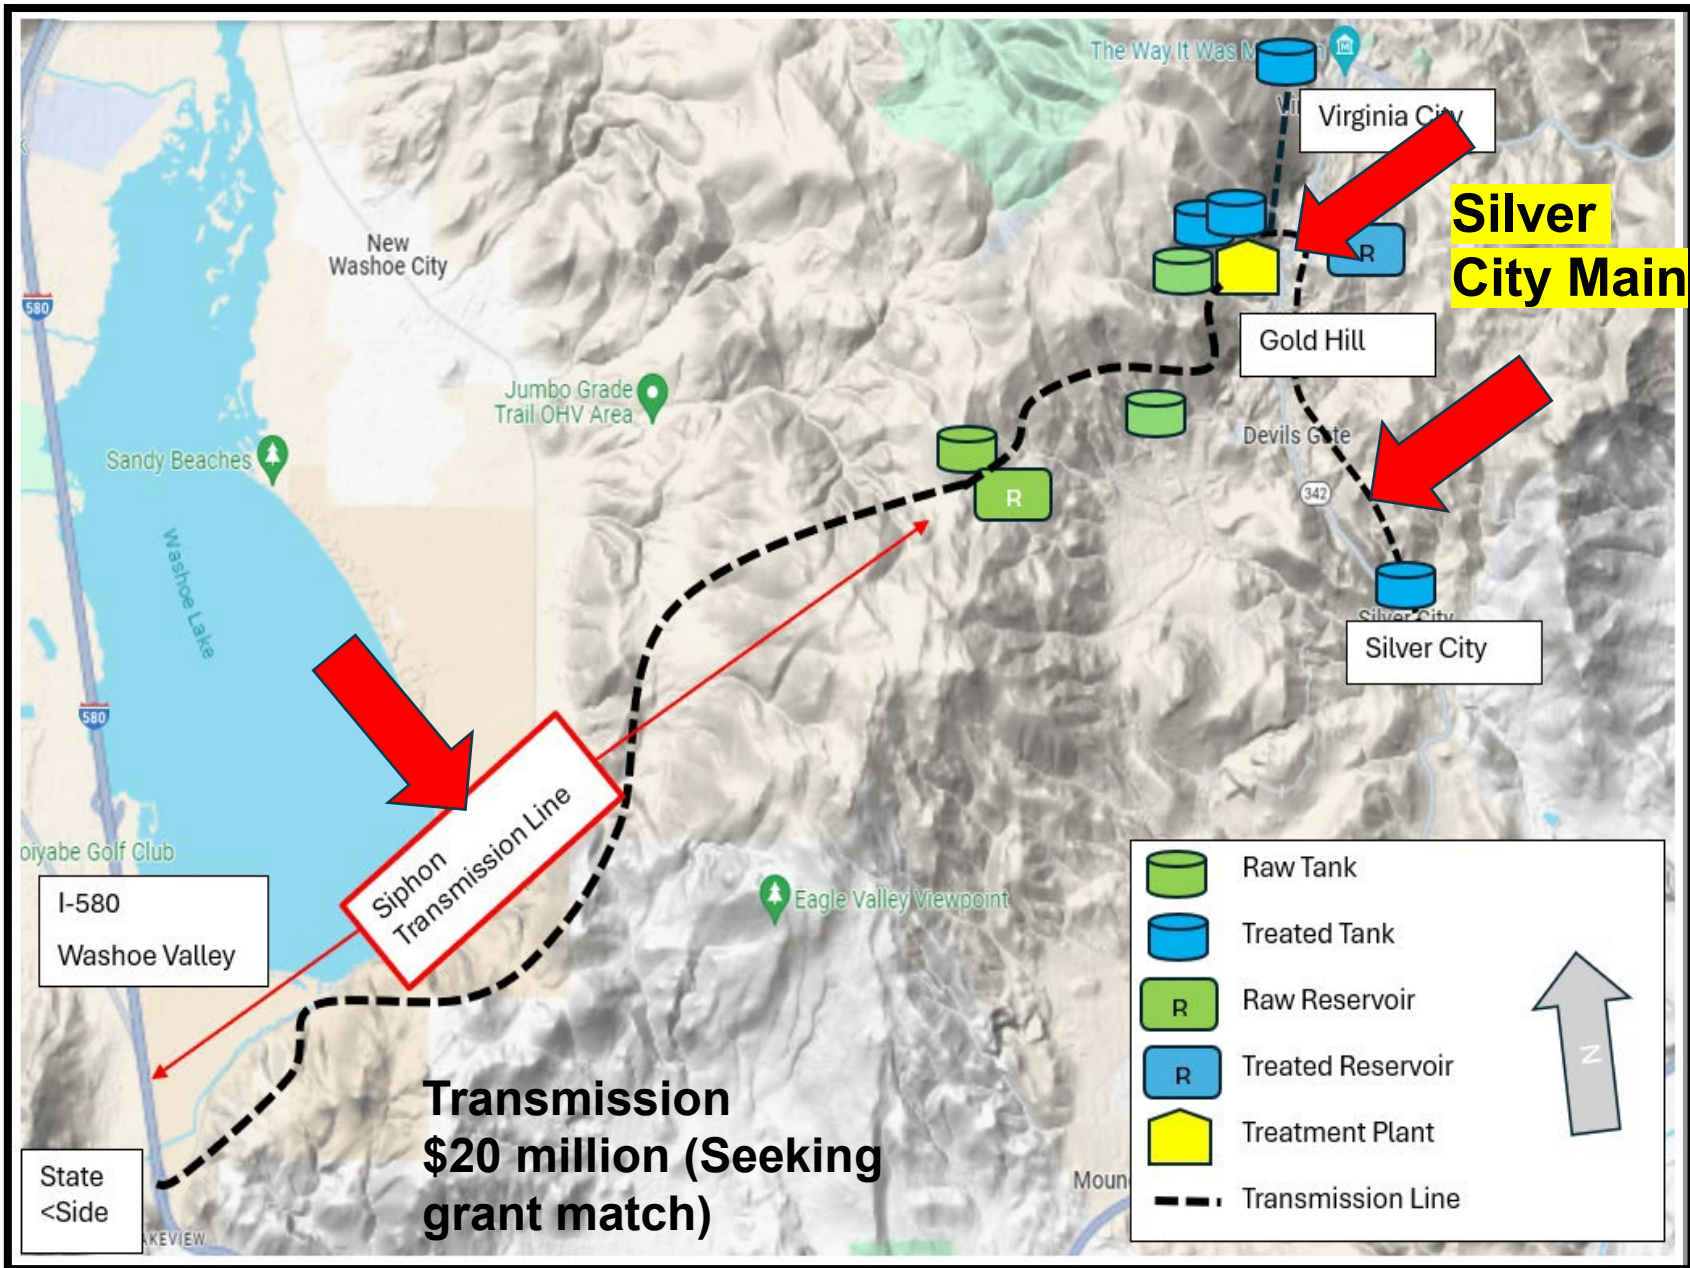 The Way It Was M
Virginia City
Silver
City Main
R
New
Washoe City
580
Gold Hill
Jumbo Grade
Trail OHV Area
Devils Gate
Sandy Beaches
342
R
Washoe Lake
Silver City
Silver City
580
Siphon
Transmission Line
Golf Club
Eagle Valley Viewpoint
I-580
Washoe Valley
Raw Tank
Treated Tank
R
Raw Reservoir
R
Treated Reservoir
Treatment Plant
Transmission Line
N
Transmission
$20 million (Seeking
grant match)
State
<Side